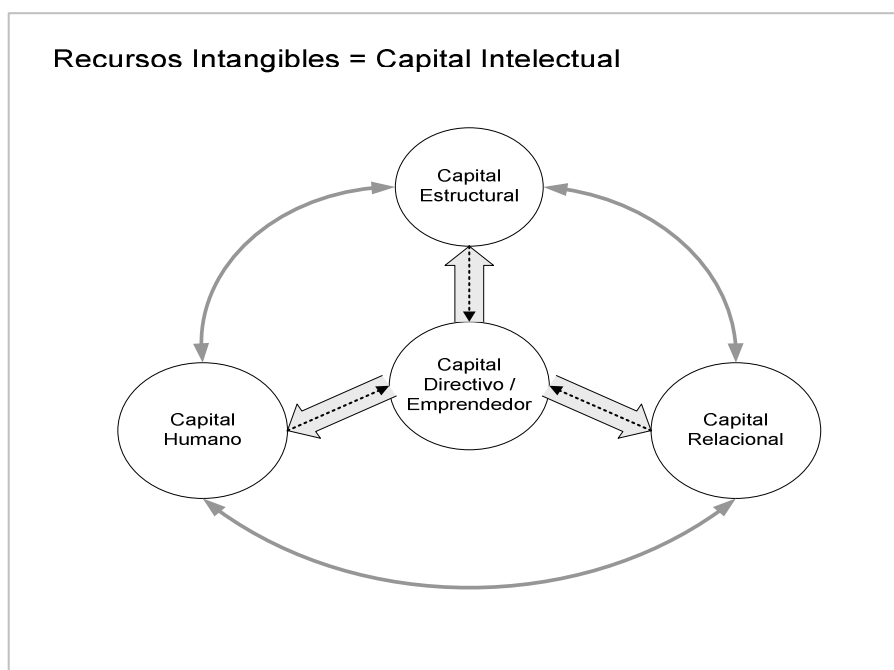 Recursos Intangibles = Capital Intelectual
Capital
Estructural
Capital
Directivo /
Emprendedor
Capital
Humano
Capital
Relacional